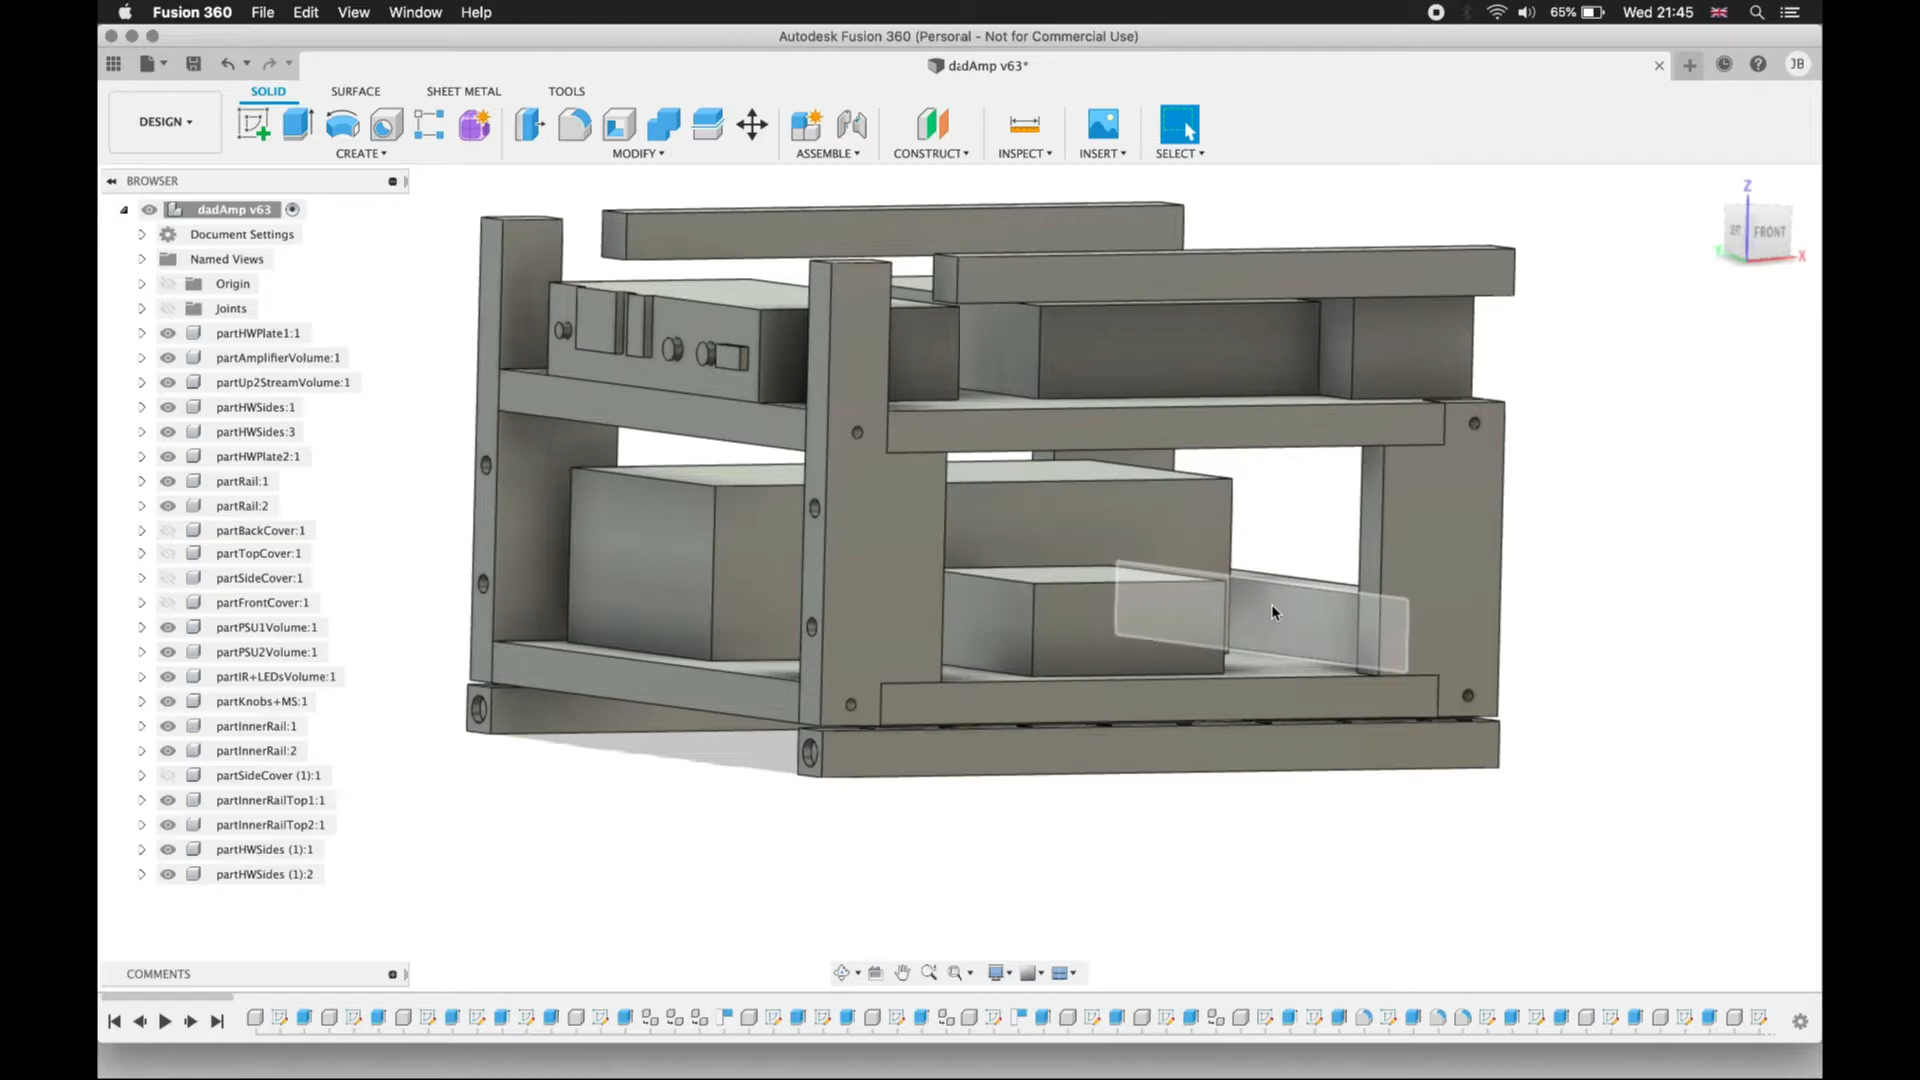 Fusion 360 File Edit View Window Help 65% Wed 21:45
Autodesk Fusion 360 (Personal - Not for Commercial Use)
dadAmp v63* JB
SOLID SURFACE SHEET METAL TOOLS
DESIGN
CREATE MODIFY ASSEMBLE CONSTRUCT INSPECT INSERT SELECT
BROWSER
dadAmp v63
Document Settings
Named Views
Origin
Joints
partHWPlate1:1
partAmplifierVolume:1
partUp2StreamVolume:1
partHWSides:1
partHWSides:3
partHWPlate2:1
partRail:1
partRail:2
partBackCover:1
partTopCover:1
partSideCover:1
partFrontCover:1
partPSU1Volume:1
partPSU2Volume:1
partIR+LEDsVolume:1
partKnobs+MS:1
partInnerRail:1
partInnerRail:2
partSideCover (1):1
partInnerRailTop1:1
partInnerRailTop2:1
partHWSides (1):1
partHWSides (1):2
Z
LEFT FRONT
Y X
COMMENTS